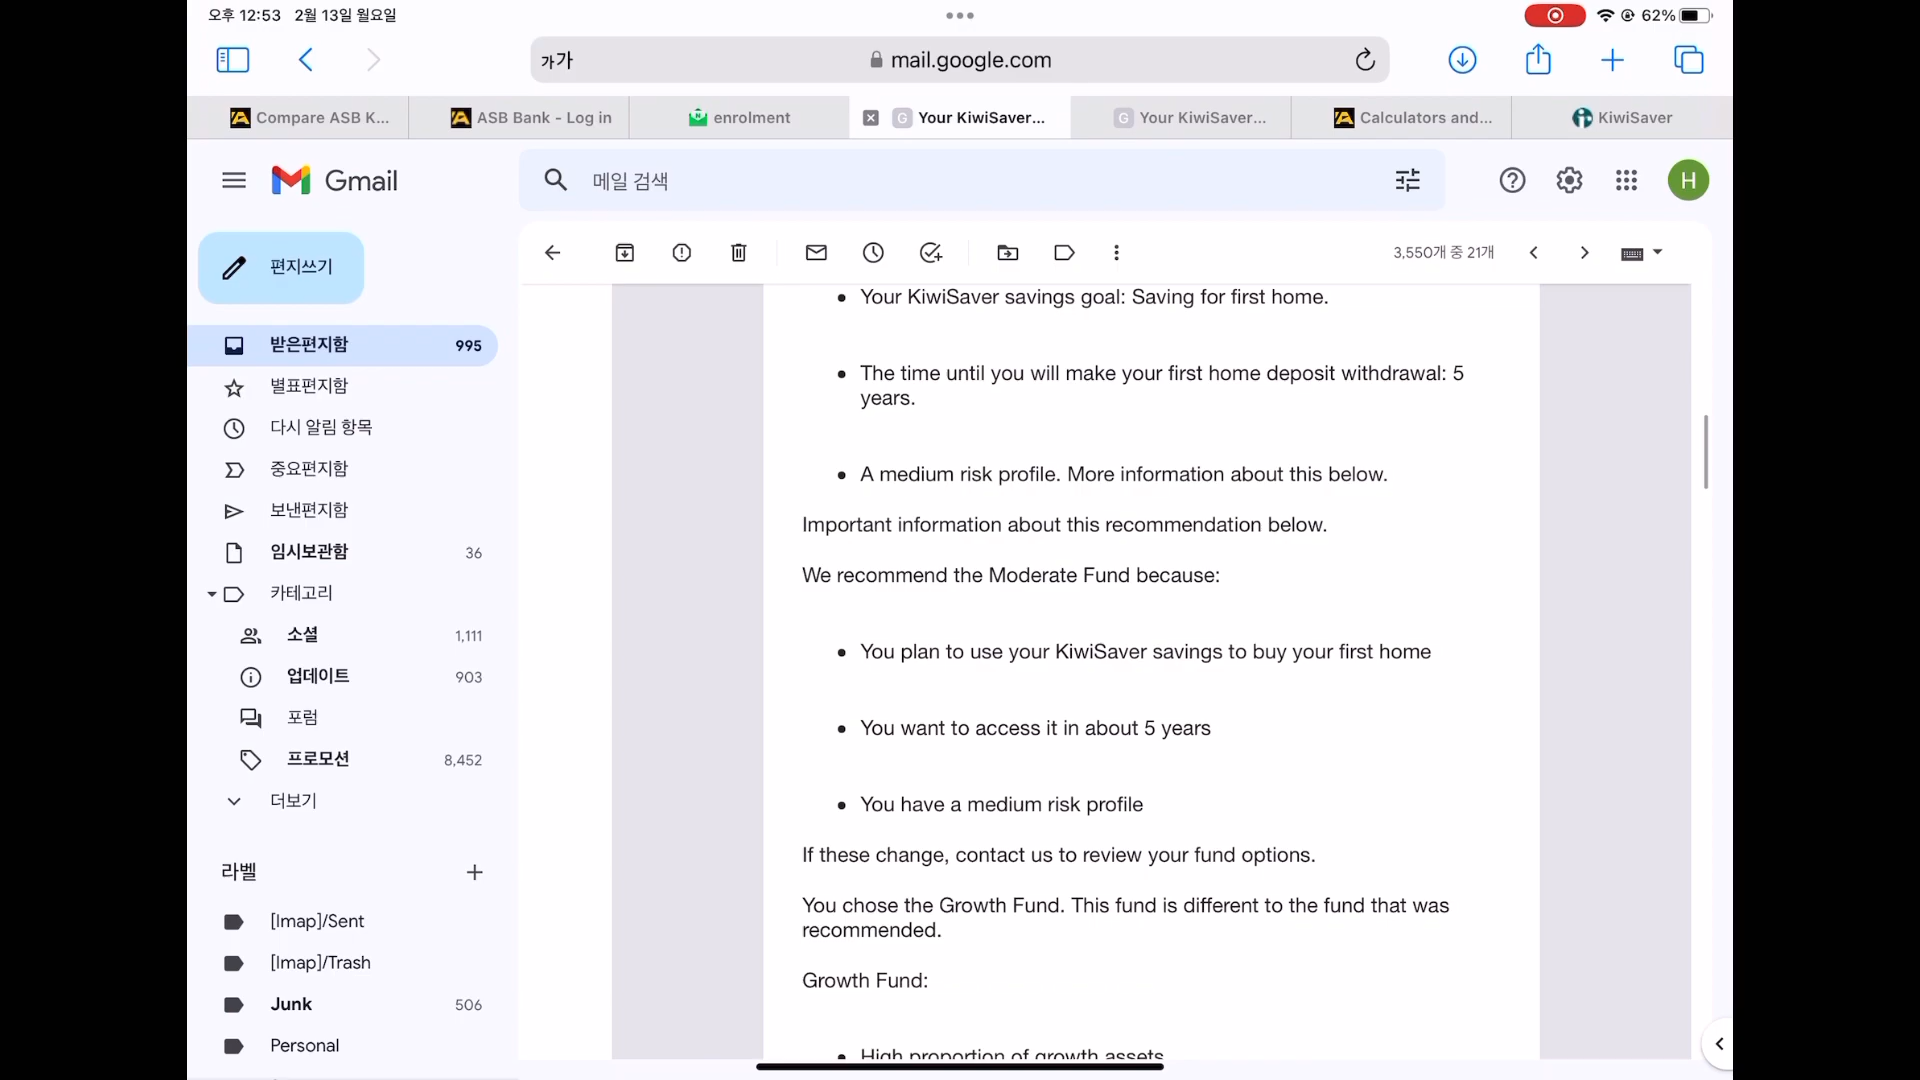 오후 12:53 2월 13일 월요일
62%
가가
mail.google.com
Compare ASB K...
ASB Bank - Log in
enrolment
G Your KiwiSaver...
G Your KiwiSaver...
Calculators and...
KiwiSaver
Gmail
메일 검색
H
편지쓰기
3,550개 중 21개
받은편지함 995
별표편지함
다시 알림 항목
중요편지함
보낸편지함
임시보관함 36
카테고리
소셜 1,111
업데이트 903
포럼
프로모션 8,452
더보기
라벨
[Imap]/Sent
[Imap]/Trash
Junk 506
Personal
Your KiwiSaver savings goal: Saving for first home.
The time until you will make your first home deposit withdrawal: 5
years.
A medium risk profile. More information about this below.
Important information about this recommendation below.
We recommend the Moderate Fund because:
You plan to use your KiwiSaver savings to buy your first home
You want to access it in about 5 years
You have a medium risk profile
If these change, contact us to review your fund options.
You chose the Growth Fund. This fund is different to the fund that was
recommended.
Growth Fund:
High proportion of growth assets